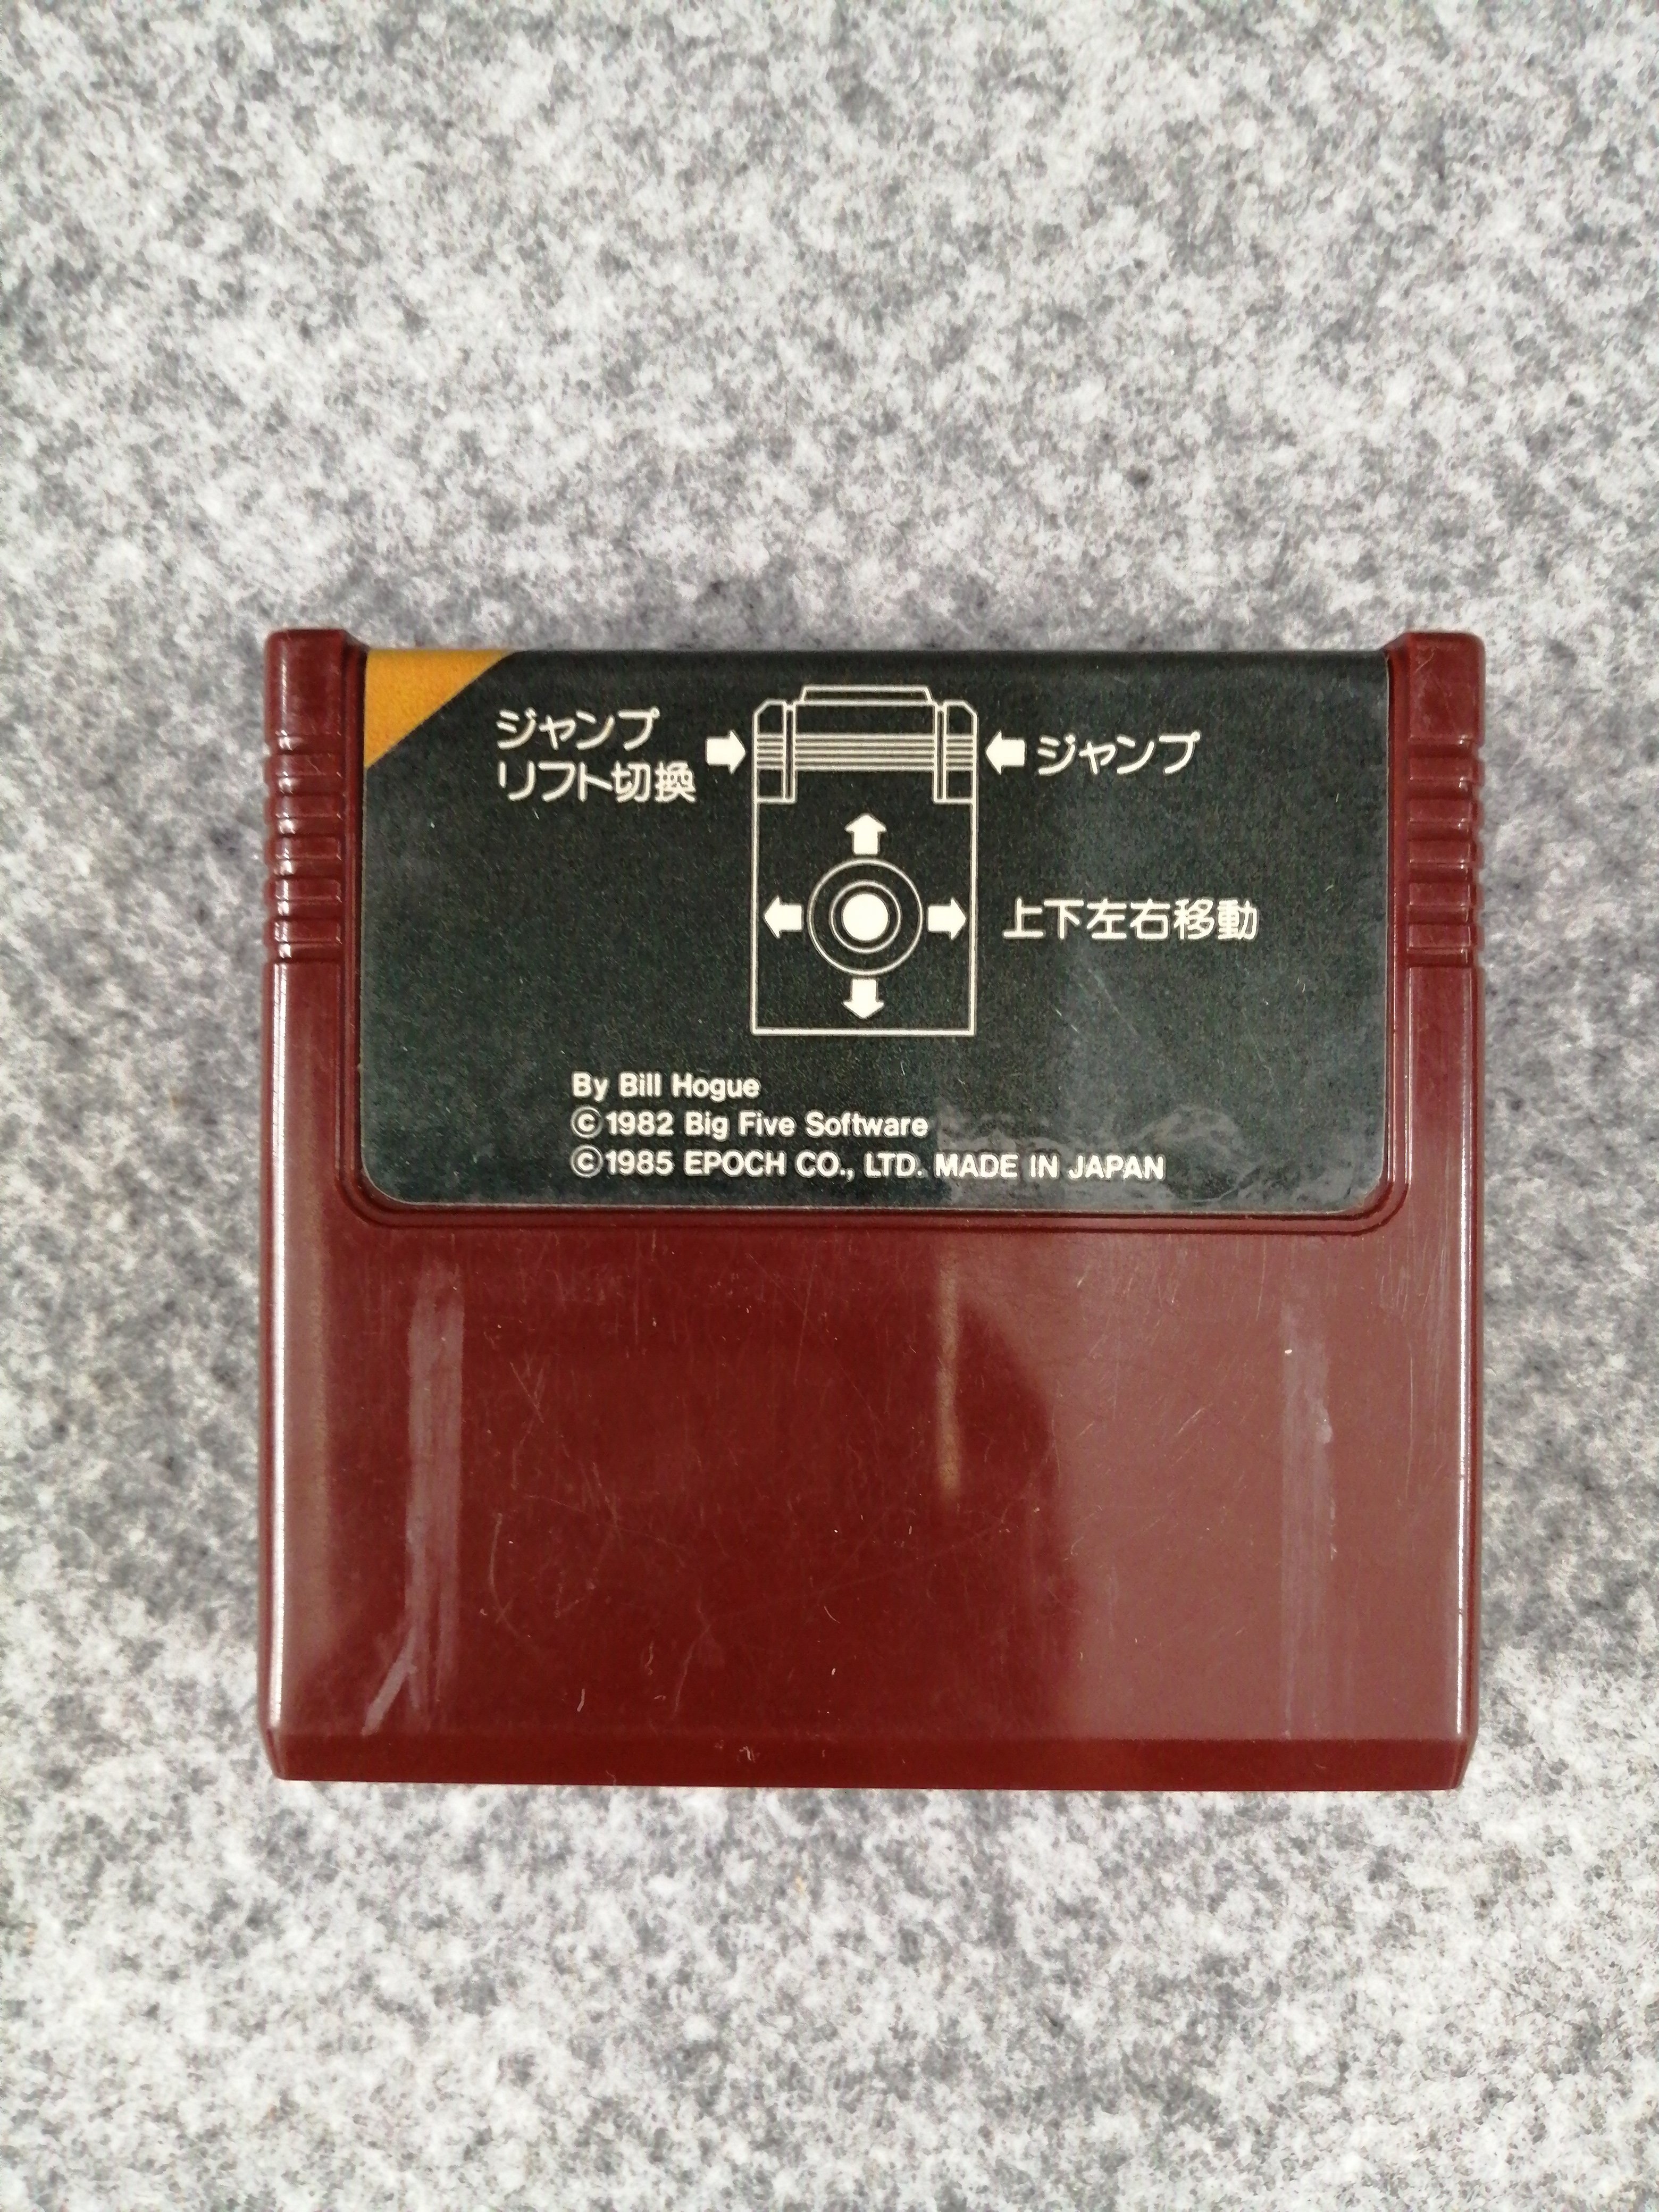 ジャンプ
リフト切換
ジャンプ
上下左右移動
By Bill Hogue
©1982 Big Five Software
©1985 EPOCH CO., LTD. MADE IN JAPAN